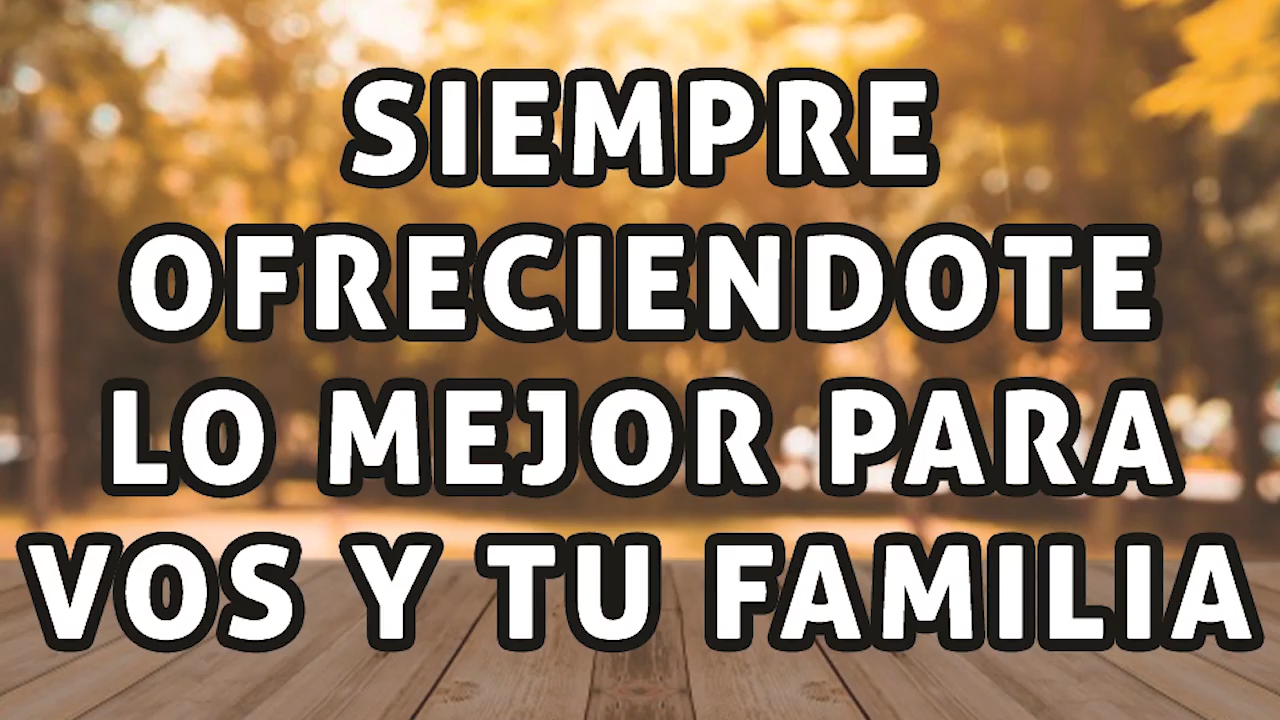 SIEMPRE
OFRECIENDOTE
LO MEJOR PARA
VOS Y TU FAMILIA